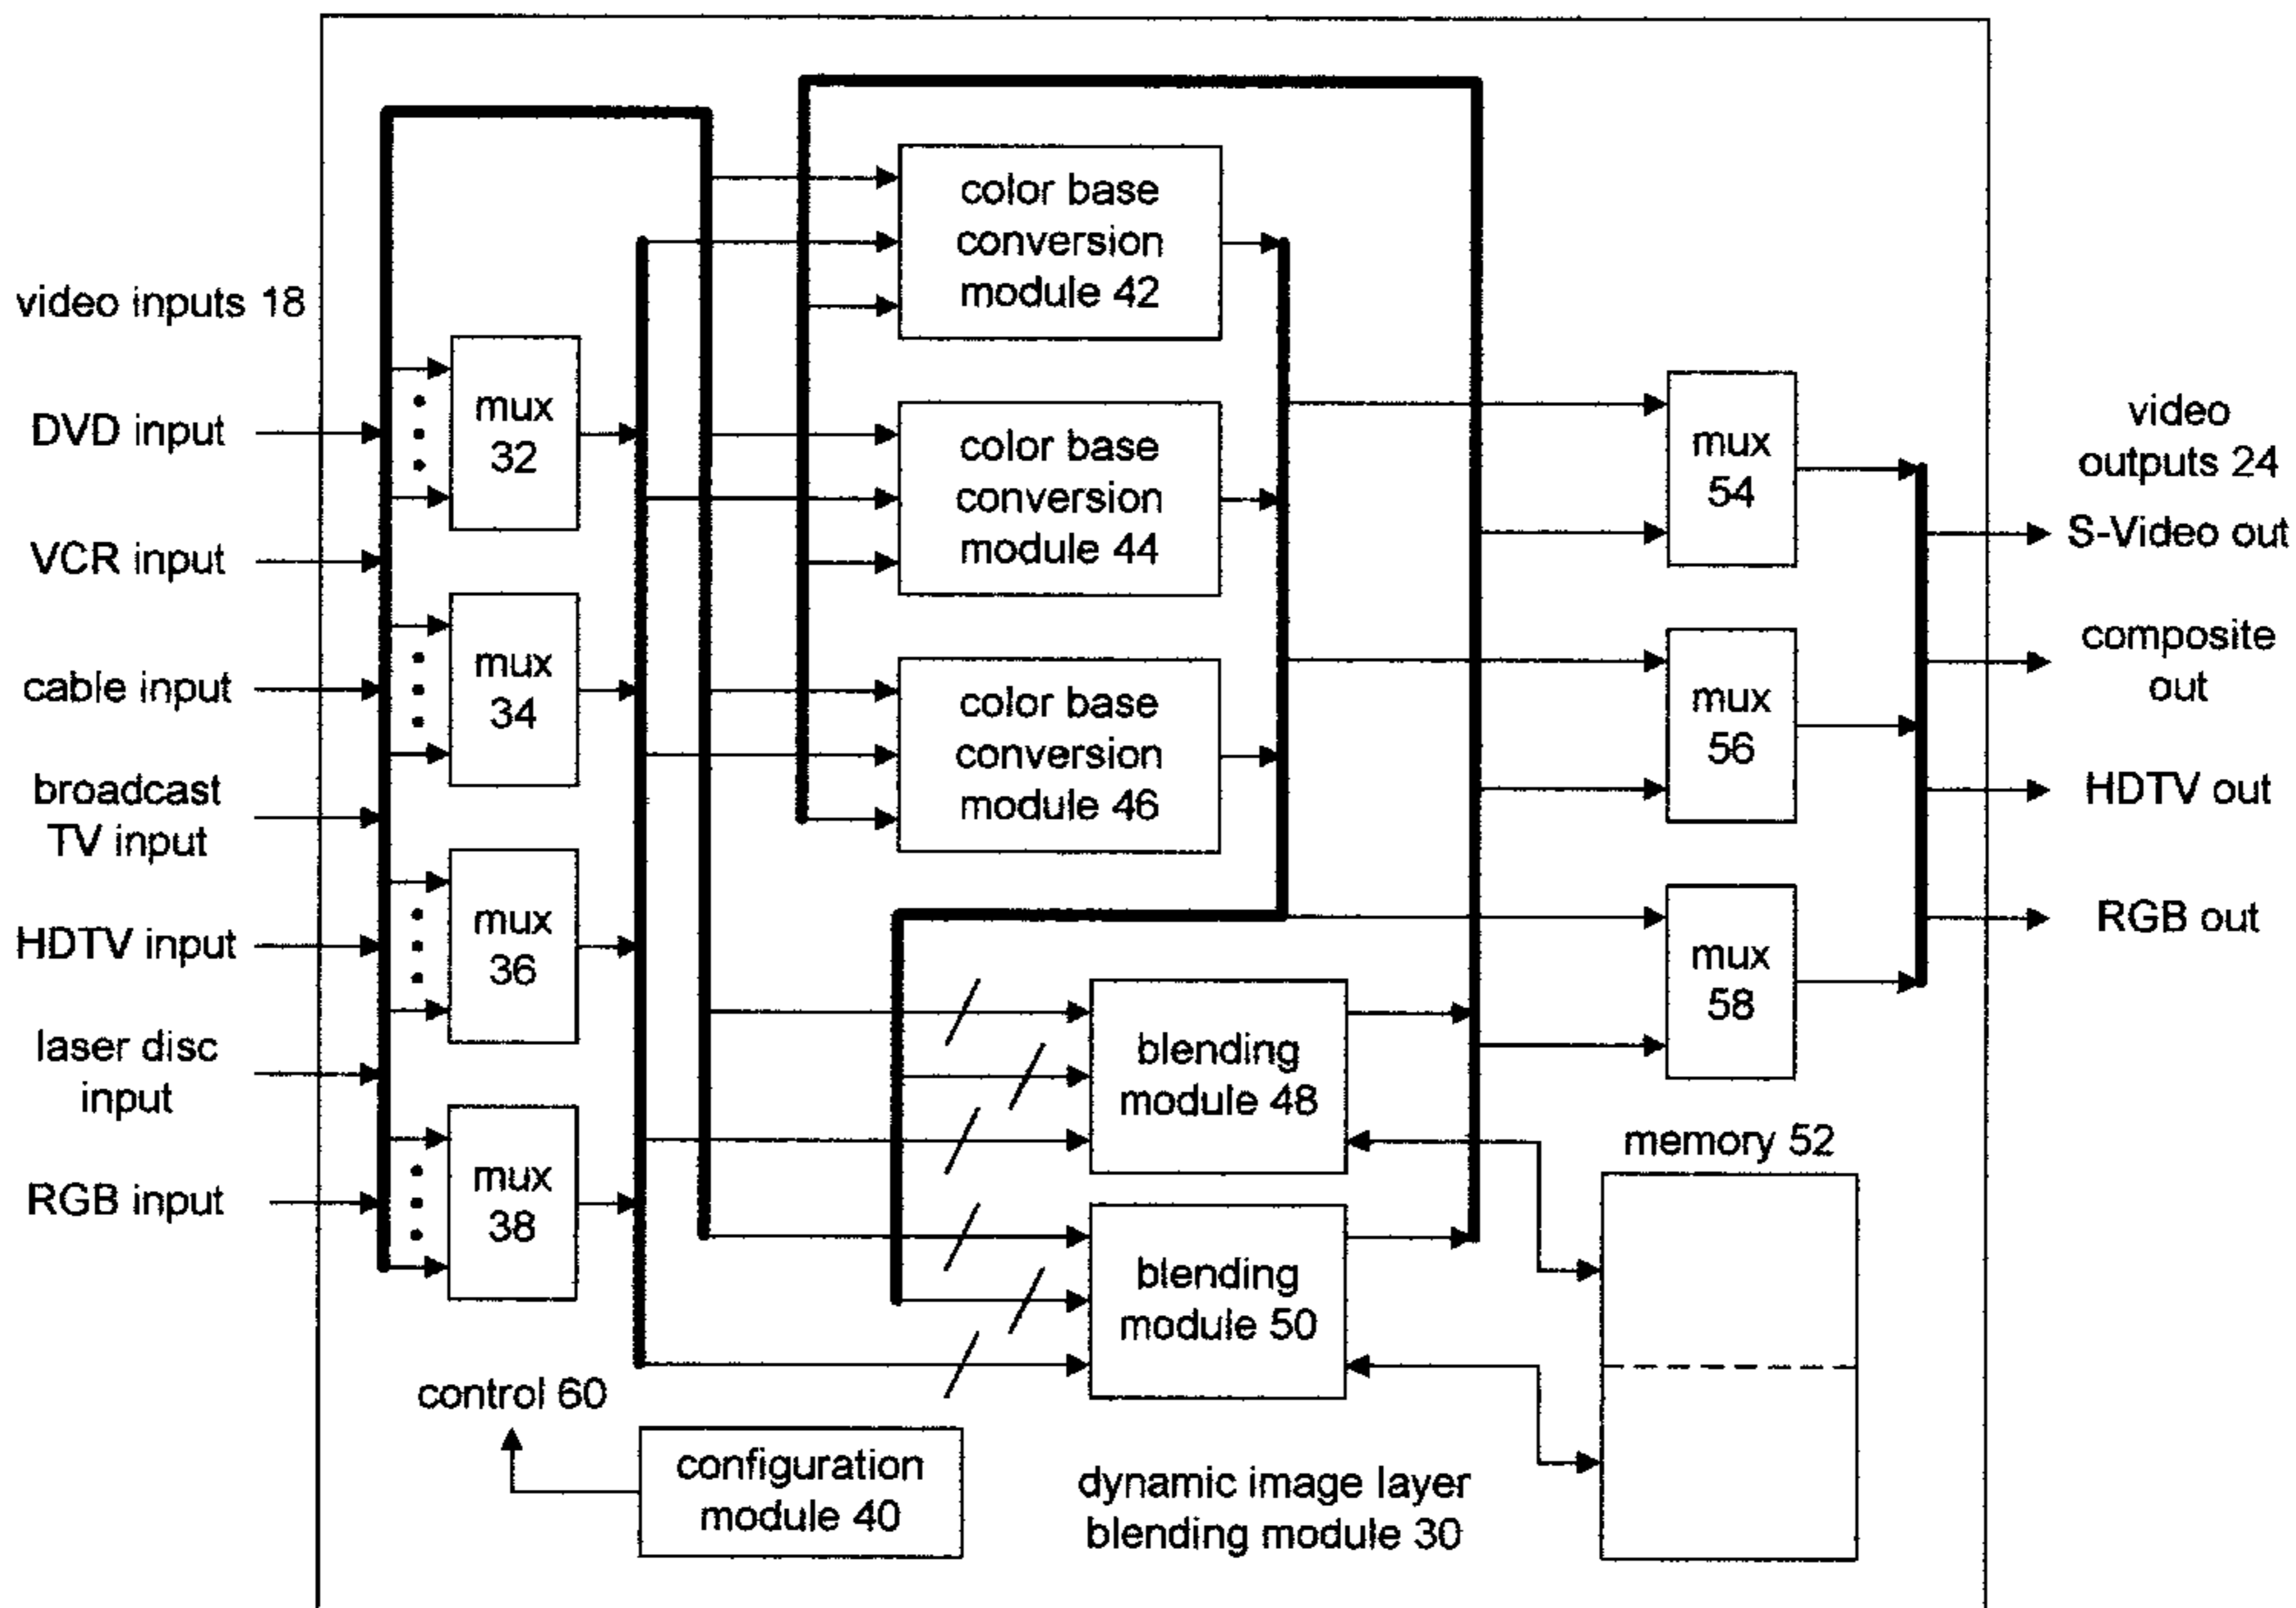 video inputs 18
DVD input
VCR input
cable input
broadcast
TV input
HDTV input
laser disc
input
RGB input
mux
32
mux
34
mux
36
mux
38
control 60
configuration
module 40
color base
conversion
module 42
color base
conversion
module 44
color base
conversion
module 46
blending
module 48
blending
module 50
dynamic image layer
blending module 30
mux
54
mux
56
mux
58
memory 52
video
outputs 24
S-Video out
composite
out
HDTV out
RGB out